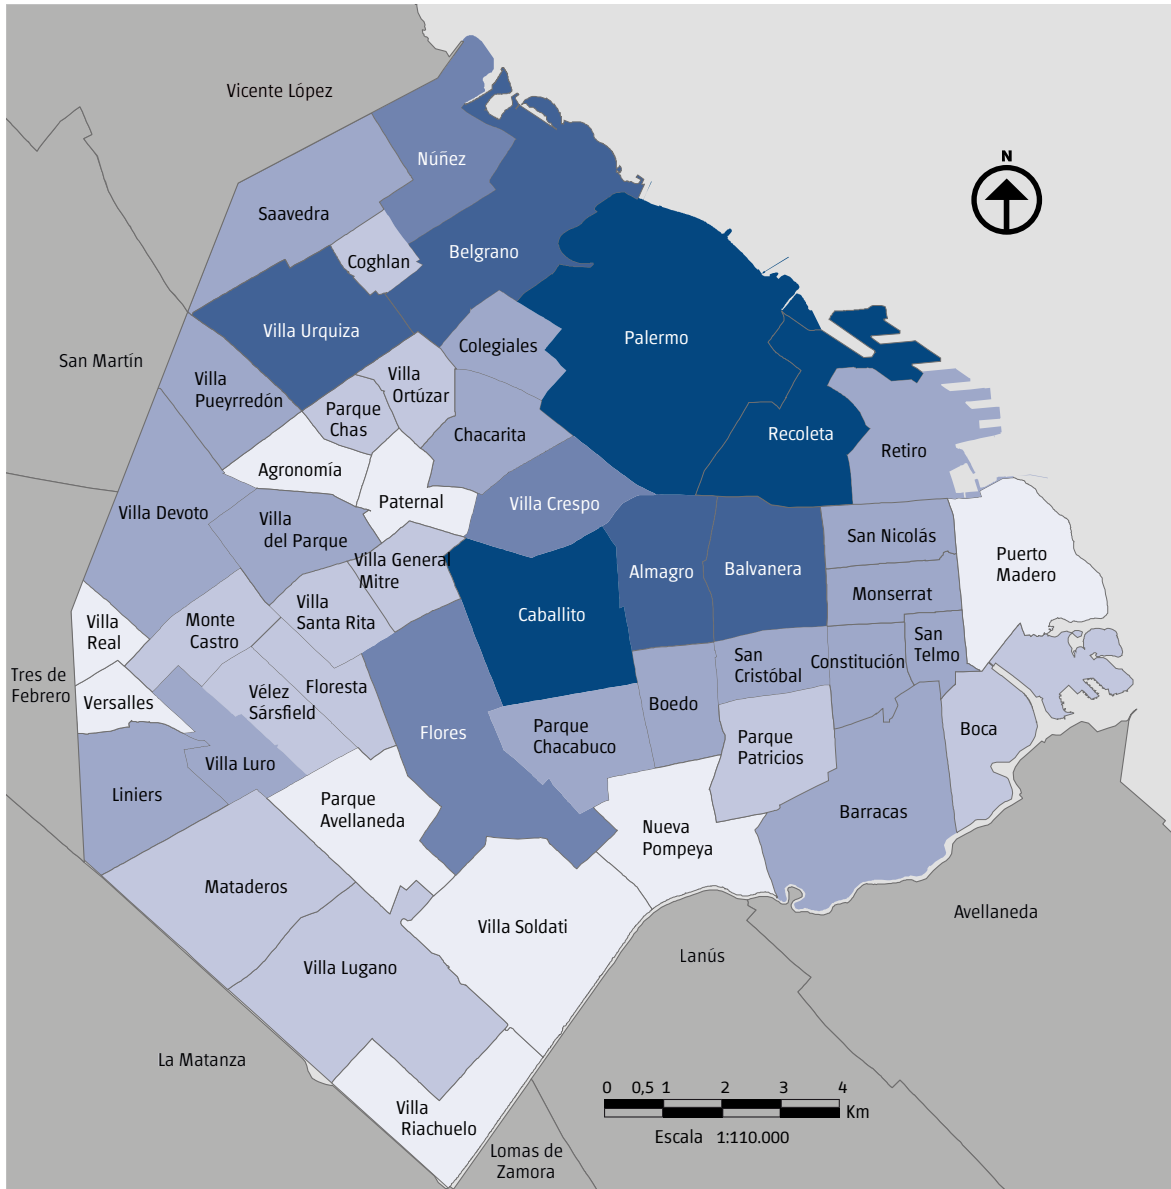 Vicente López
N
Núñez
Saavedra
Coghlan
Belgrano
Villa Urquiza
Colegiales
Palermo
San Martín
Villa
Pueyrredón
Villa
Ortúzar
Parque
Chas
Chacarita
Recoleta
Retiro
Agronomía
Paternal
Villa Crespo
Villa Devoto
Villa
del Parque
San Nicolás
Puerto
Madero
Villa General
Mitre
Almagro
Balvanera
Monserrat
Villa
Real
Monte
Castro
Villa
Santa Rita
Caballito
San
Cristóbal
Constitución
San
Telmo
Tres de
Febrero
Versalles
Vélez
Sársfield
Floresta
Boedo
Flores
Parque
Chacabuco
Parque
Patricios
Boca
Villa Luro
Liniers
Parque
Avellaneda
Nueva
Pompeya
Barracas
Mataderos
Villa Soldati
Avellaneda
Villa Lugano
Lanús
La Matanza
0 0,5 1 2 3 4
Km
Escala 1:110.000
Villa
Riachuelo
Lomas de
Zamora